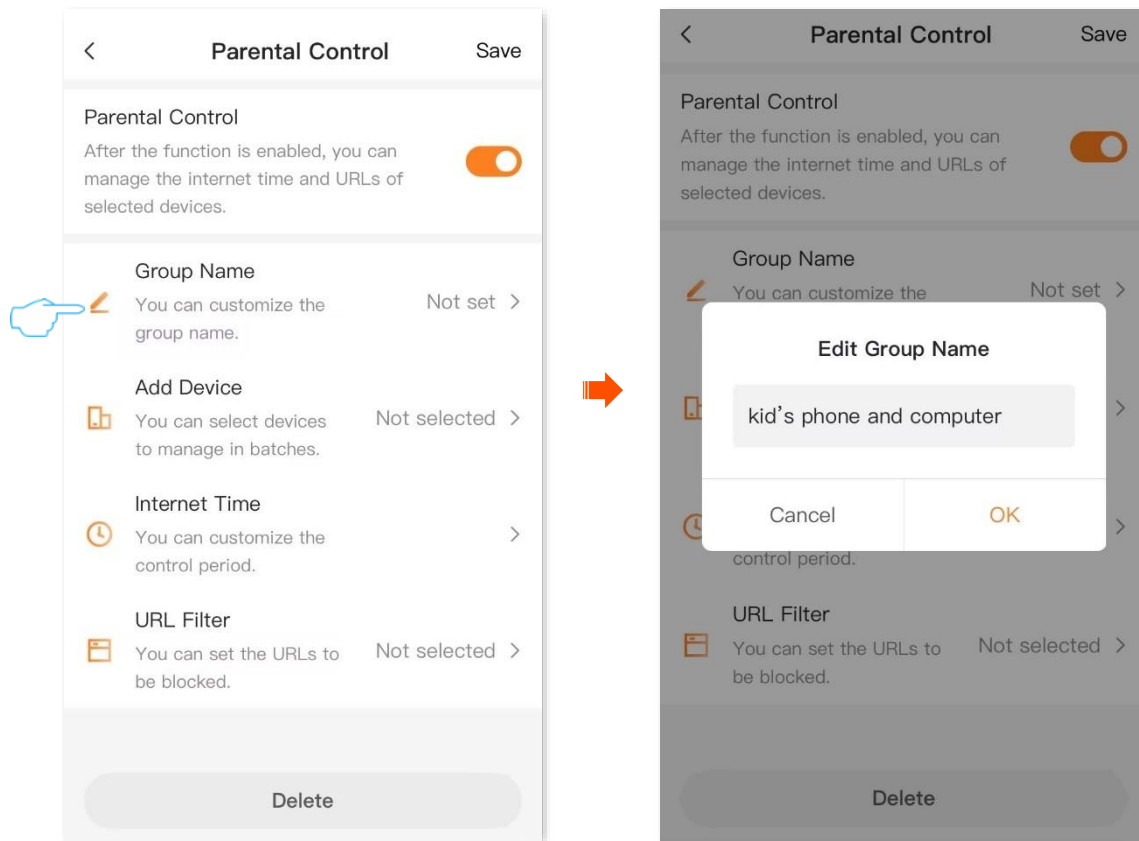 Parental Control
Save
Parental Control
After the function is enabled, you can
manage the internet time and URLs of
selected devices.
Group Name
You can customize the
group name.
Not set
Add Device
You can select devices
to manage in batches.
Not selected
Internet Time
You can customize the
control period.
URL Filter
You can set the URLs to
be blocked.
Not selected
Delete
Parental Control
Save
Parental Control
After the function is enabled, you can
manage the internet time and URLs of
selected devices.
Group Name
You can customize the
Not set
Edit Group Name
kid’s phone and computer
Cancel
OK
control period.
URL Filter
You can set the URLs to
be blocked.
Not selected
Delete